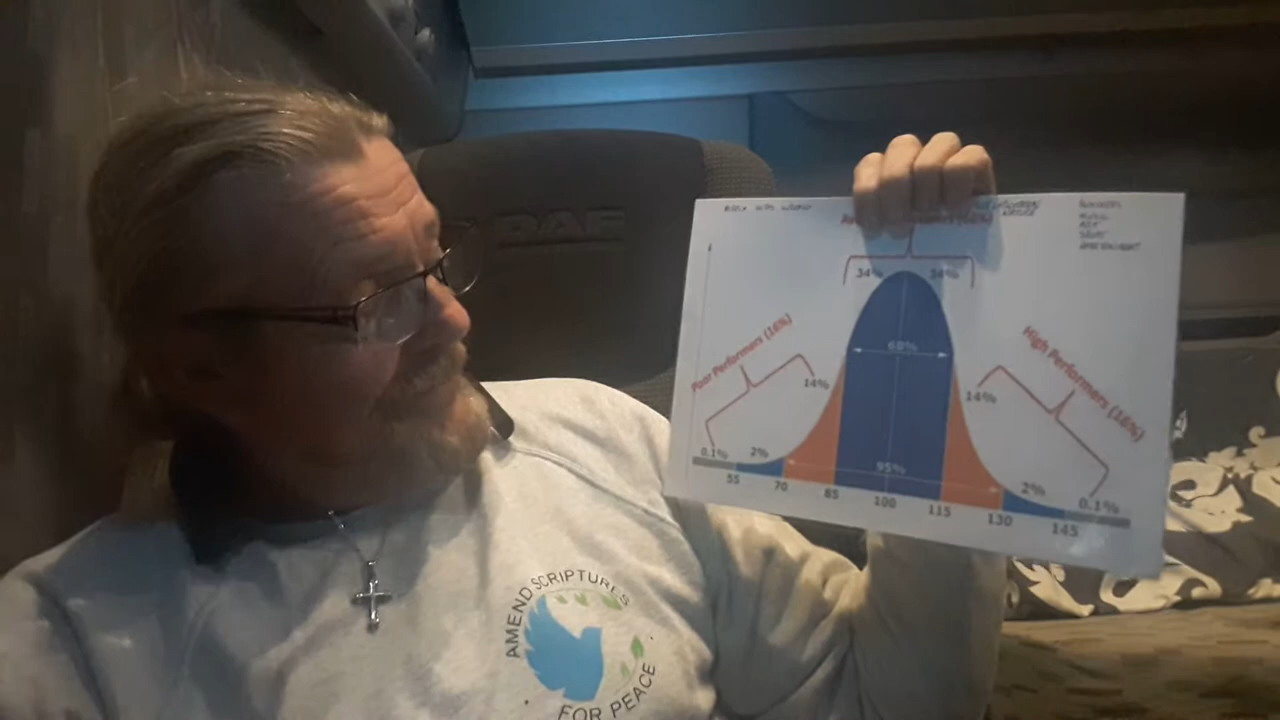 DAF
34% 34%
68%
Poor Performers (16%)
High Performers (16%)
14%
14%
0.1%
2%
95%
2%
0.1%
55 70 85 100 115 130 145
AMEND SCRIPTURES
FOR PEACE